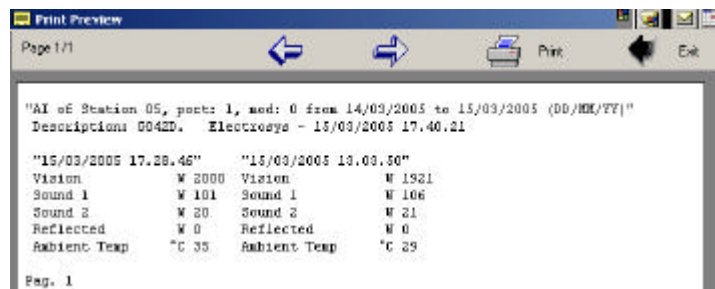 Print Preview
Page 1/1 Print Exit
"AI of Station 05, port: 1, mod: 0 from 14/03/2005 to 15/03/2005 (DD/MM/YY)"
Description: G042D. Electrosys - 15/03/2005 17.40.21
"15/03/2005 17.28.46" "15/03/2005 13.03.50"
Vision W 2000 Vision W 1921
Sound 1 W 101 Sound 1 W 106
Sound 2 W 20 Sound 2 W 21
Reflected W 0 Reflected W 0
Ambient Temp °C 35 Ambient Temp °C 29
Pag. 1